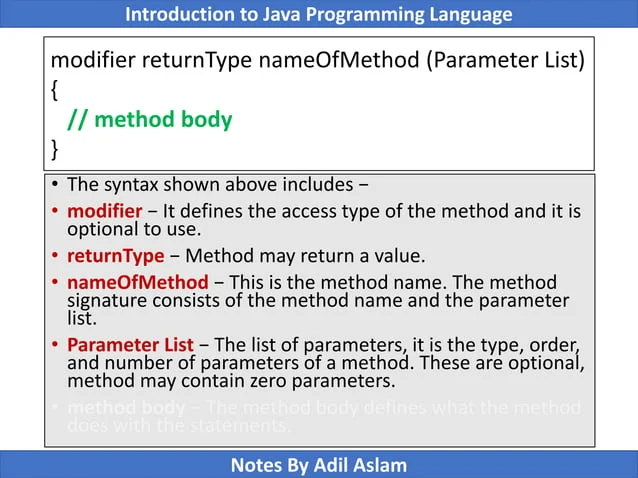 Introduction to Java Programming Language
modifier returnType nameOfMethod (Parameter List)
{
// method body
}
• The syntax shown above includes −
• modifier − It defines the access type of the method and it is
optional to use.
• returnType − Method may return a value.
• nameOfMethod − This is the method name. The method
signature consists of the method name and the parameter
list.
• Parameter List − The list of parameters, it is the type, order,
and number of parameters of a method. These are optional,
method may contain zero parameters.
• method body − The method body defines what the method
does with the statements.
Notes By Adil Aslam